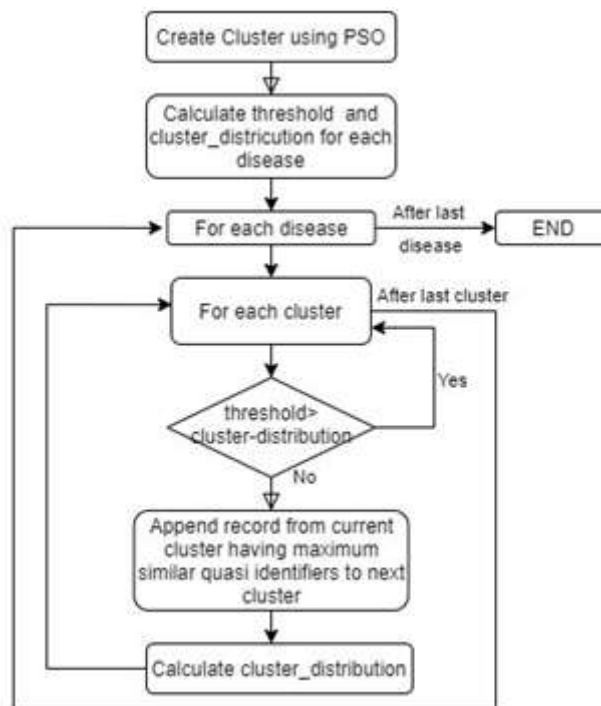 Create Cluster using PSO
Calculate threshold and
cluster_districution for each
disease
For each disease
After last
disease
END
For each cluster
After last cluster
Yes
threshold>
cluster-distribution
No
Append record from current
cluster having maximum
similar quasi identifiers to next
cluster
Calculate cluster_distribution